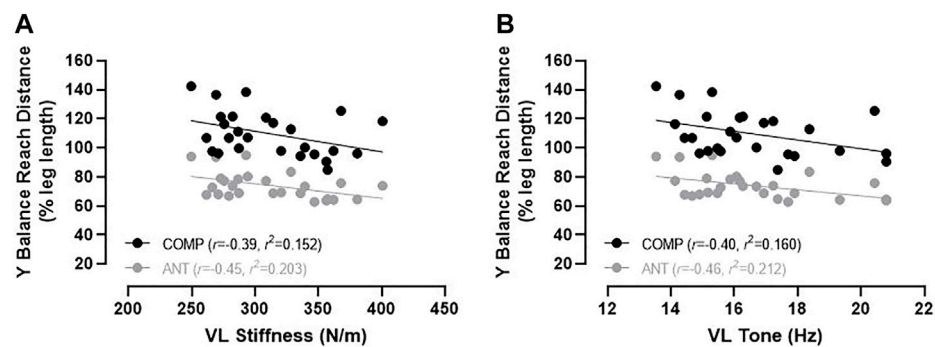 A
Y Balance Reach Distance
(% leg length)
160
140
120
100
80
60
40
20
COMP (r=-0.39, r²=0.152)
ANT (r=-0.45, r²=0.203)
200 250 300 350 400 450
VL Stiffness (N/m)
B
Y Balance Reach Distance
(% leg length)
160
140
120
100
80
60
40
20
COMP (r=-0.40, r²=0.160)
ANT (r=-0.46, r²=0.212)
12 14 16 18 20 22
VL Tone (Hz)